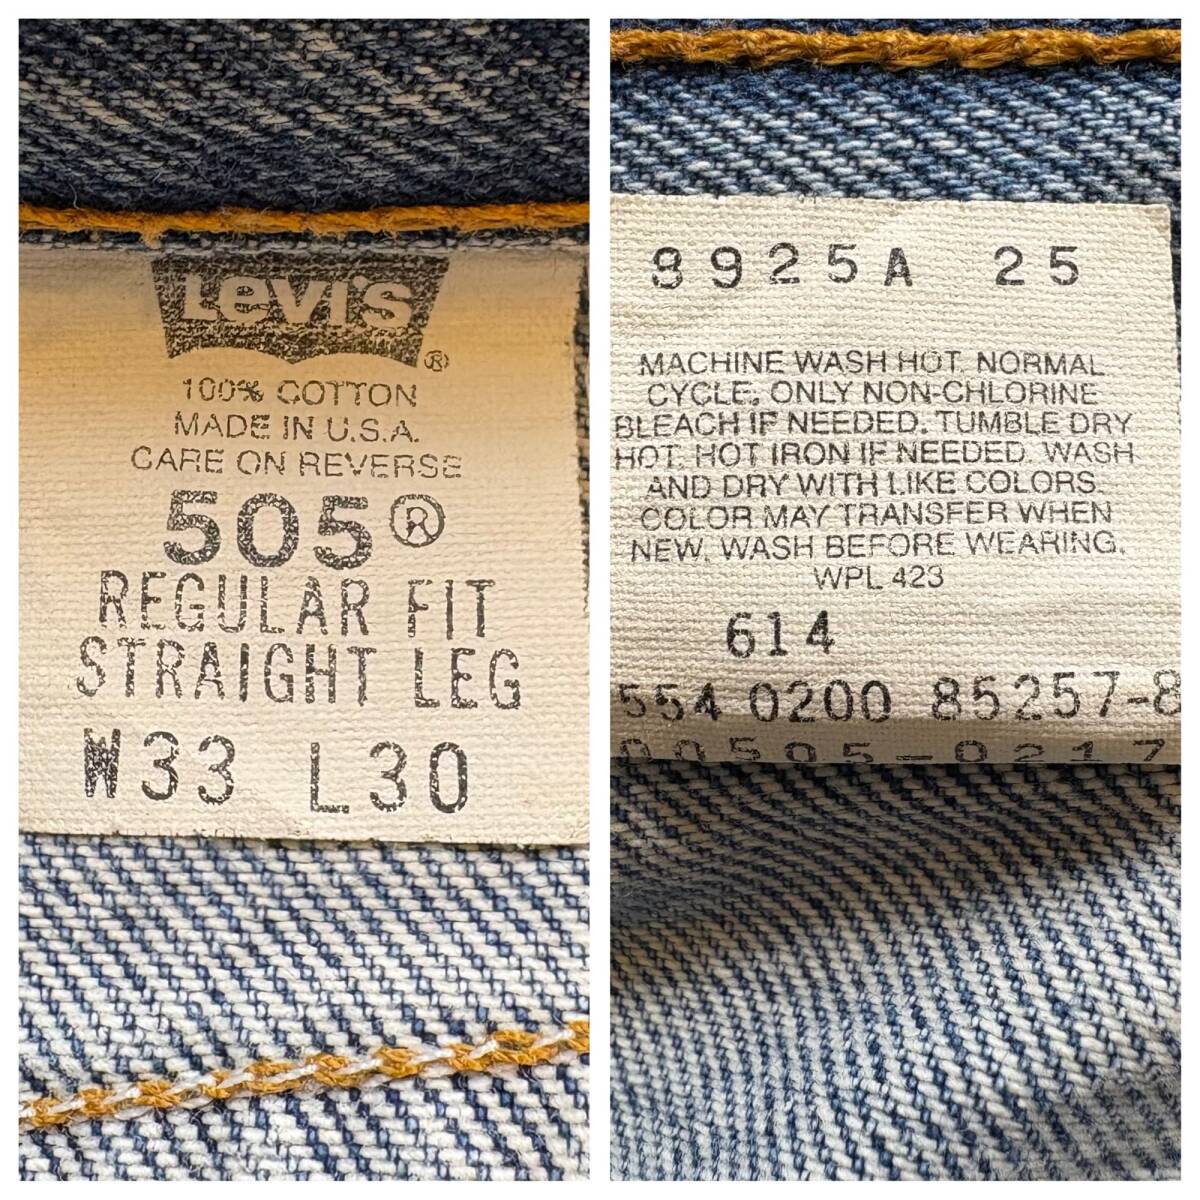 Levi's®
100% COTTON
MADE IN U.S.A.
CARE ON REVERSE
505®
REGULAR FIT
STRAIGHT LEG
W33 L30
8925A 25
MACHINE WASH HOT, NORMAL
CYCLE, ONLY NON-CHLORINE
BLEACH IF NEEDED. TUMBLE DRY
HOT. HOT IRON IF NEEDED. WASH
AND DRY WITH LIKE COLORS.
COLOR MAY TRANSFER WHEN
NEW. WASH BEFORE WEARING.
WPL 423
614
554 0200 85257-8
00505-0217